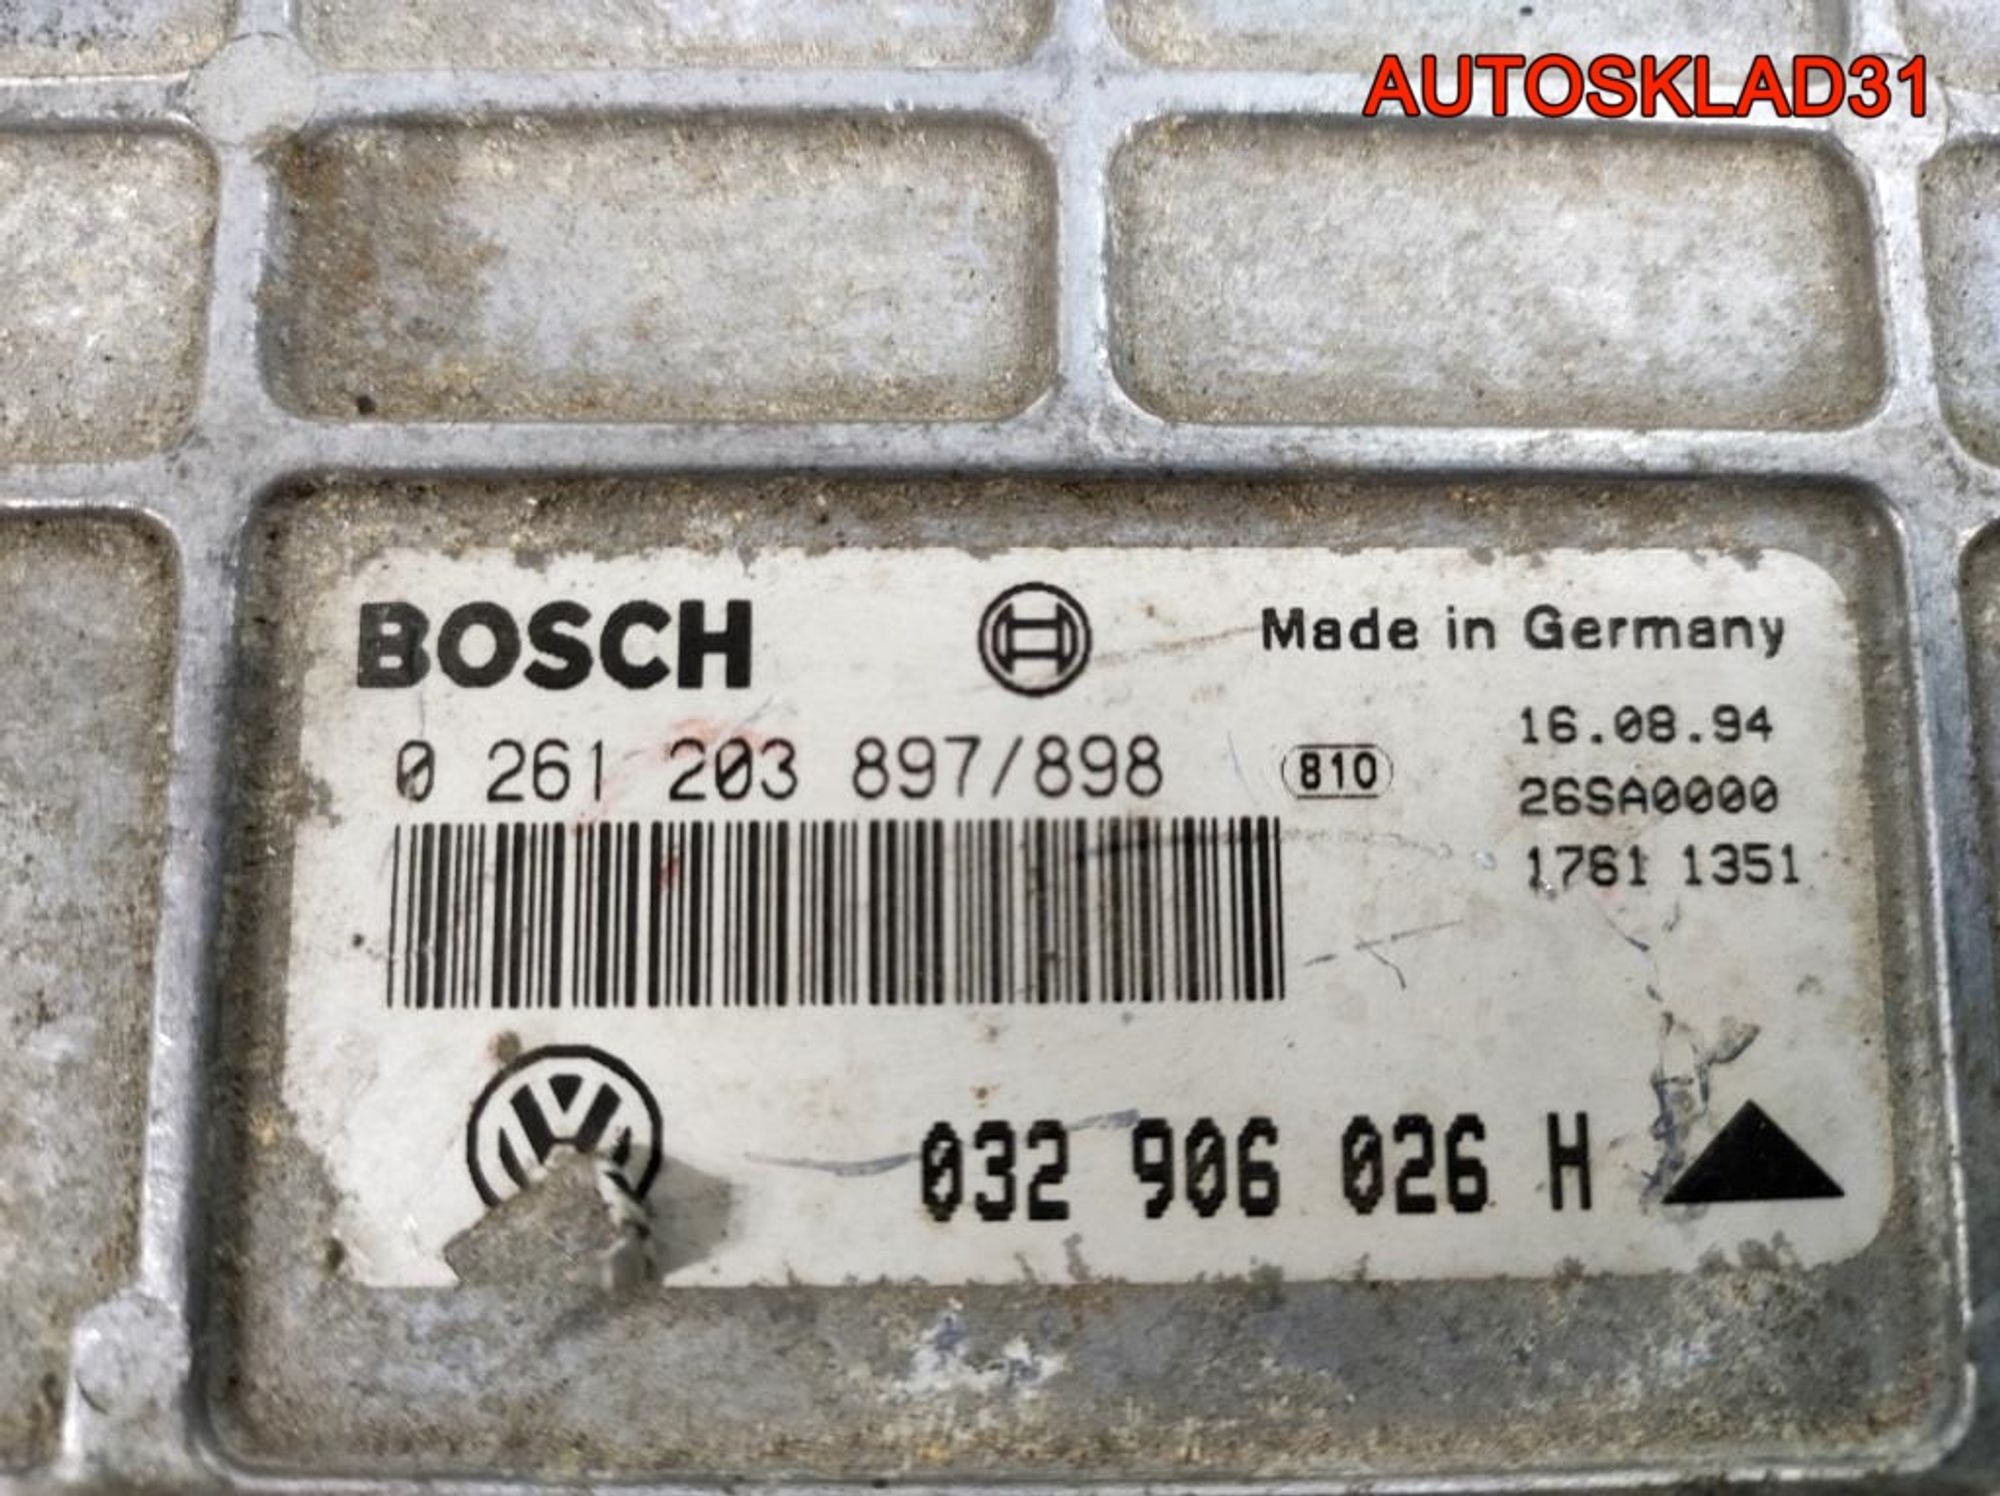 AUTOSKLAD31
BOSCH
Made in Germany
0 261 203 897/898
810
16.08.94
26SA0000
1761 1351
032 906 026 H